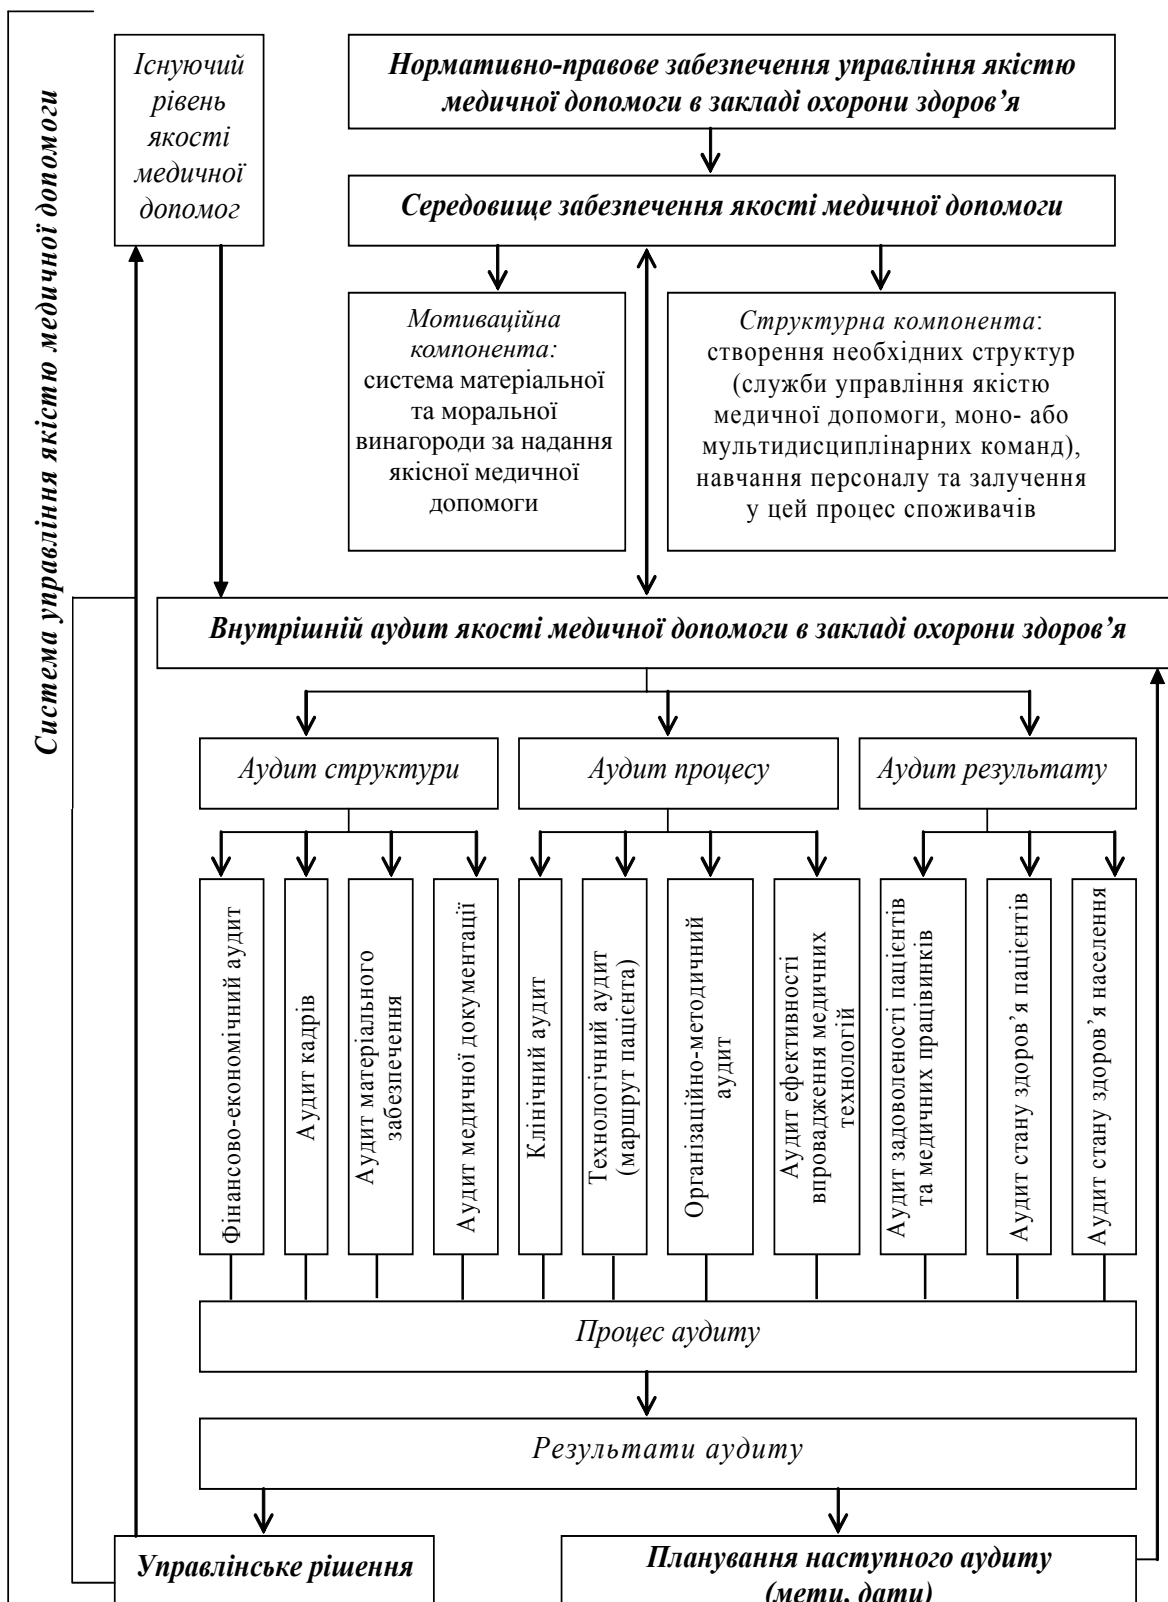 Система управління якістю медичної допомоги
Існуючий
рівень
якості
медичної
допомог
Нормативно-правове забезпечення управління якістю
медичної допомоги в закладі охорони здоров’я
Середовище забезпечення якості медичної допомоги
Мотиваційна
компонента:
система матеріальної
та моральної
винагороди за надання
якісної медичної
допомоги
Структурна компонента:
створення необхідних структур
(служби управління якістю
медичної допомоги, моно- або
мультидисциплінарних команд),
навчання персоналу та залучення
у цей процес споживачів
Внутрішній аудит якості медичної допомоги в закладі охорони здоров’я
Аудит структури
Аудит процесу
Аудит результату
Фінансово-економічний аудит
Аудит кадрів
Аудит матеріального
забезпечення
Аудит медичної документації
Клінічний аудит
Технологічний аудит
(маршрут пацієнта)
Організаційно-методичний
аудит
Аудит ефективності
впровадження медичних
технологій
Аудит задоволеності пацієнтів
та медичних працівинків
Аудит стану здоров’я пацієнтів
Аудит стану здоров’я населення
Процес аудиту
Результати аудиту
Управлінське рішення
Планування наступного аудиту
(мети, дати)